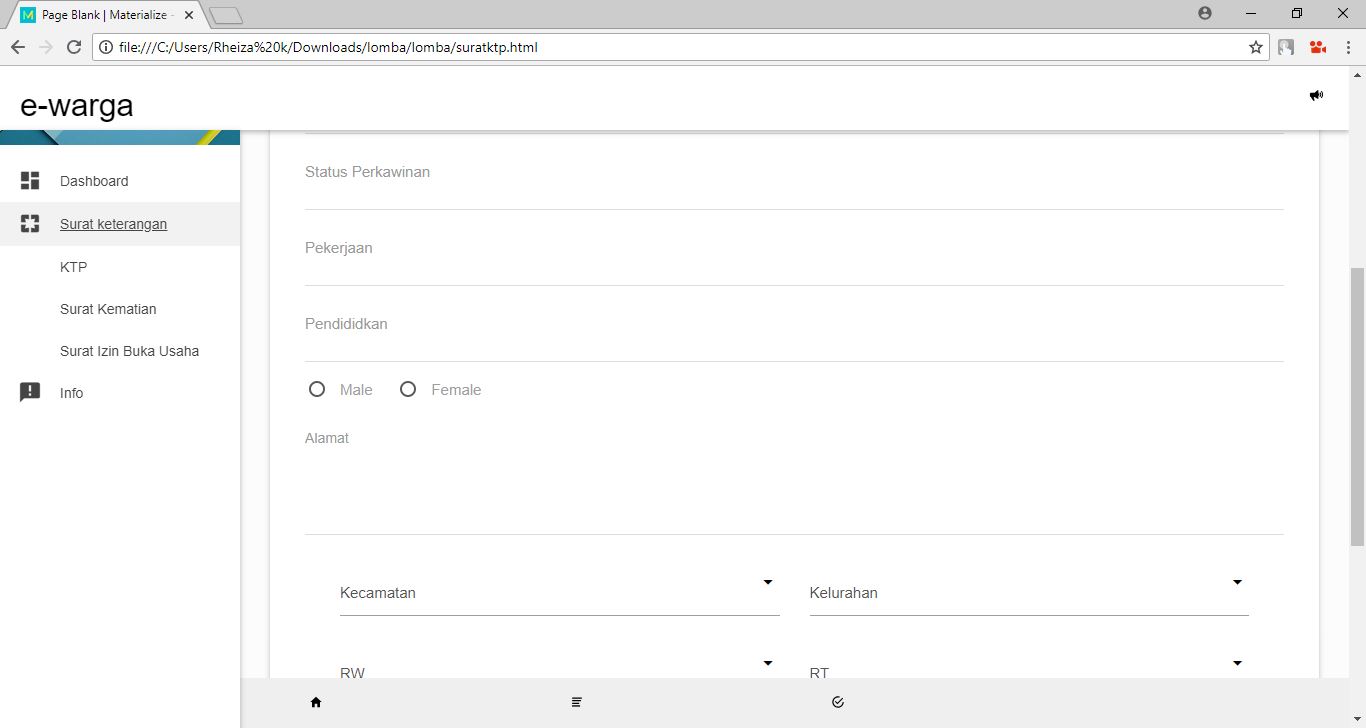 Page Blank | Materialize -
file:///C:/Users/Rheiza%20k/Downloads/lomba/lomba/suratktp.html
e-warga
Dashboard
Surat keterangan
KTP
Surat Kematian
Surat Izin Buka Usaha
Info
Status Perkawinan
Pekerjaan
Pendididkan
Male Female
Alamat
Kecamatan Kelurahan
RW RT